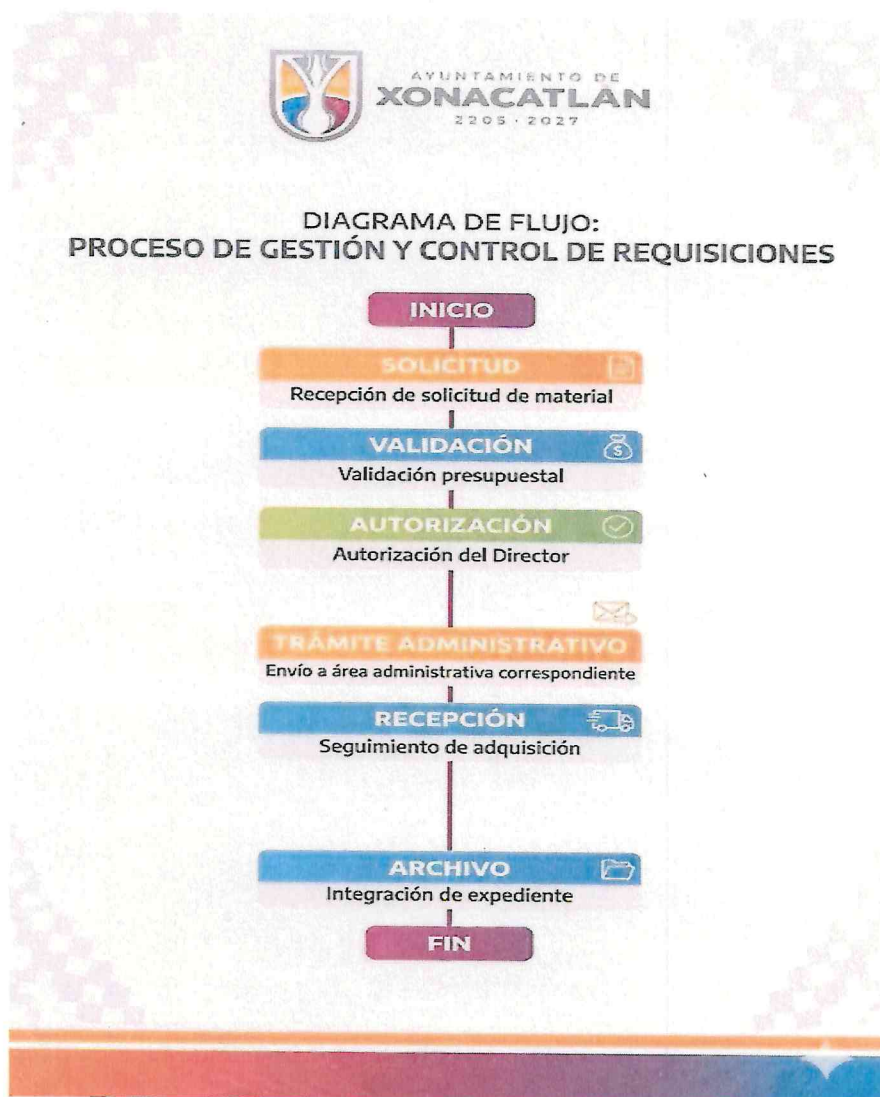 AYUNTAMIENTO DE
XONACATLAN
2205 · 2027
DIAGRAMA DE FLUJO:
PROCESO DE GESTIÓN Y CONTROL DE REQUISICIONES
INICIO
SOLICITUD
Recepción de solicitud de material
VALIDACIÓN
$
Validación presupuestal
AUTORIZACIÓN
Autorización del Director
TRÁMITE ADMINISTRATIVO
Envío a área administrativa correspondiente
RECEPCIÓN
Seguimiento de adquisición
ARCHIVO
Integración de expediente
FIN